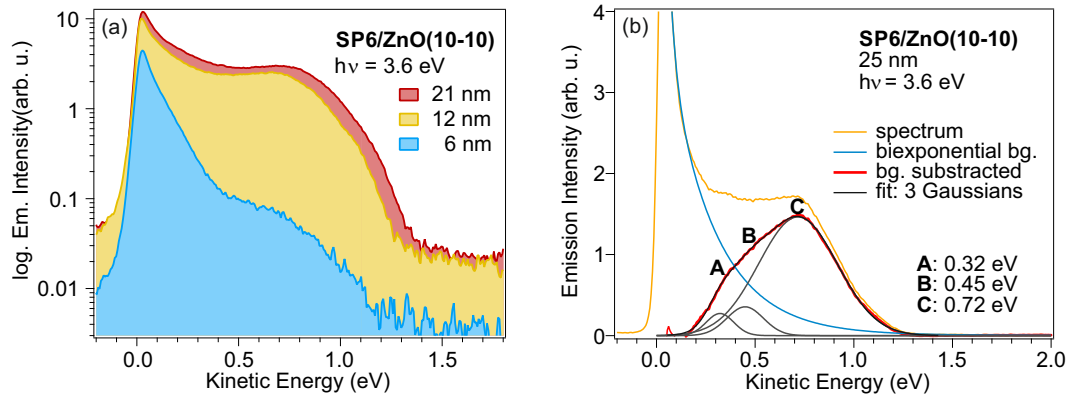 (a)
SP6/ZnO(10-10)
hν = 3.6 eV
21 nm
12 nm
6 nm
log. Em. Intensity(arb. u.)
10
1
0.1
0.01
0.0
0.5
1.0
1.5
Kinetic Energy (eV)
(b)
SP6/ZnO(10-10)
25 nm
hν = 3.6 eV
spectrum
biexponential bg.
bg. substracted
fit: 3 Gaussians
A
B
C
A: 0.32 eV
B: 0.45 eV
C: 0.72 eV
Emission Intensity (arb. u.)
4
3
2
1
0
0.0
0.5
1.0
1.5
2.0
Kinetic Energy (eV)